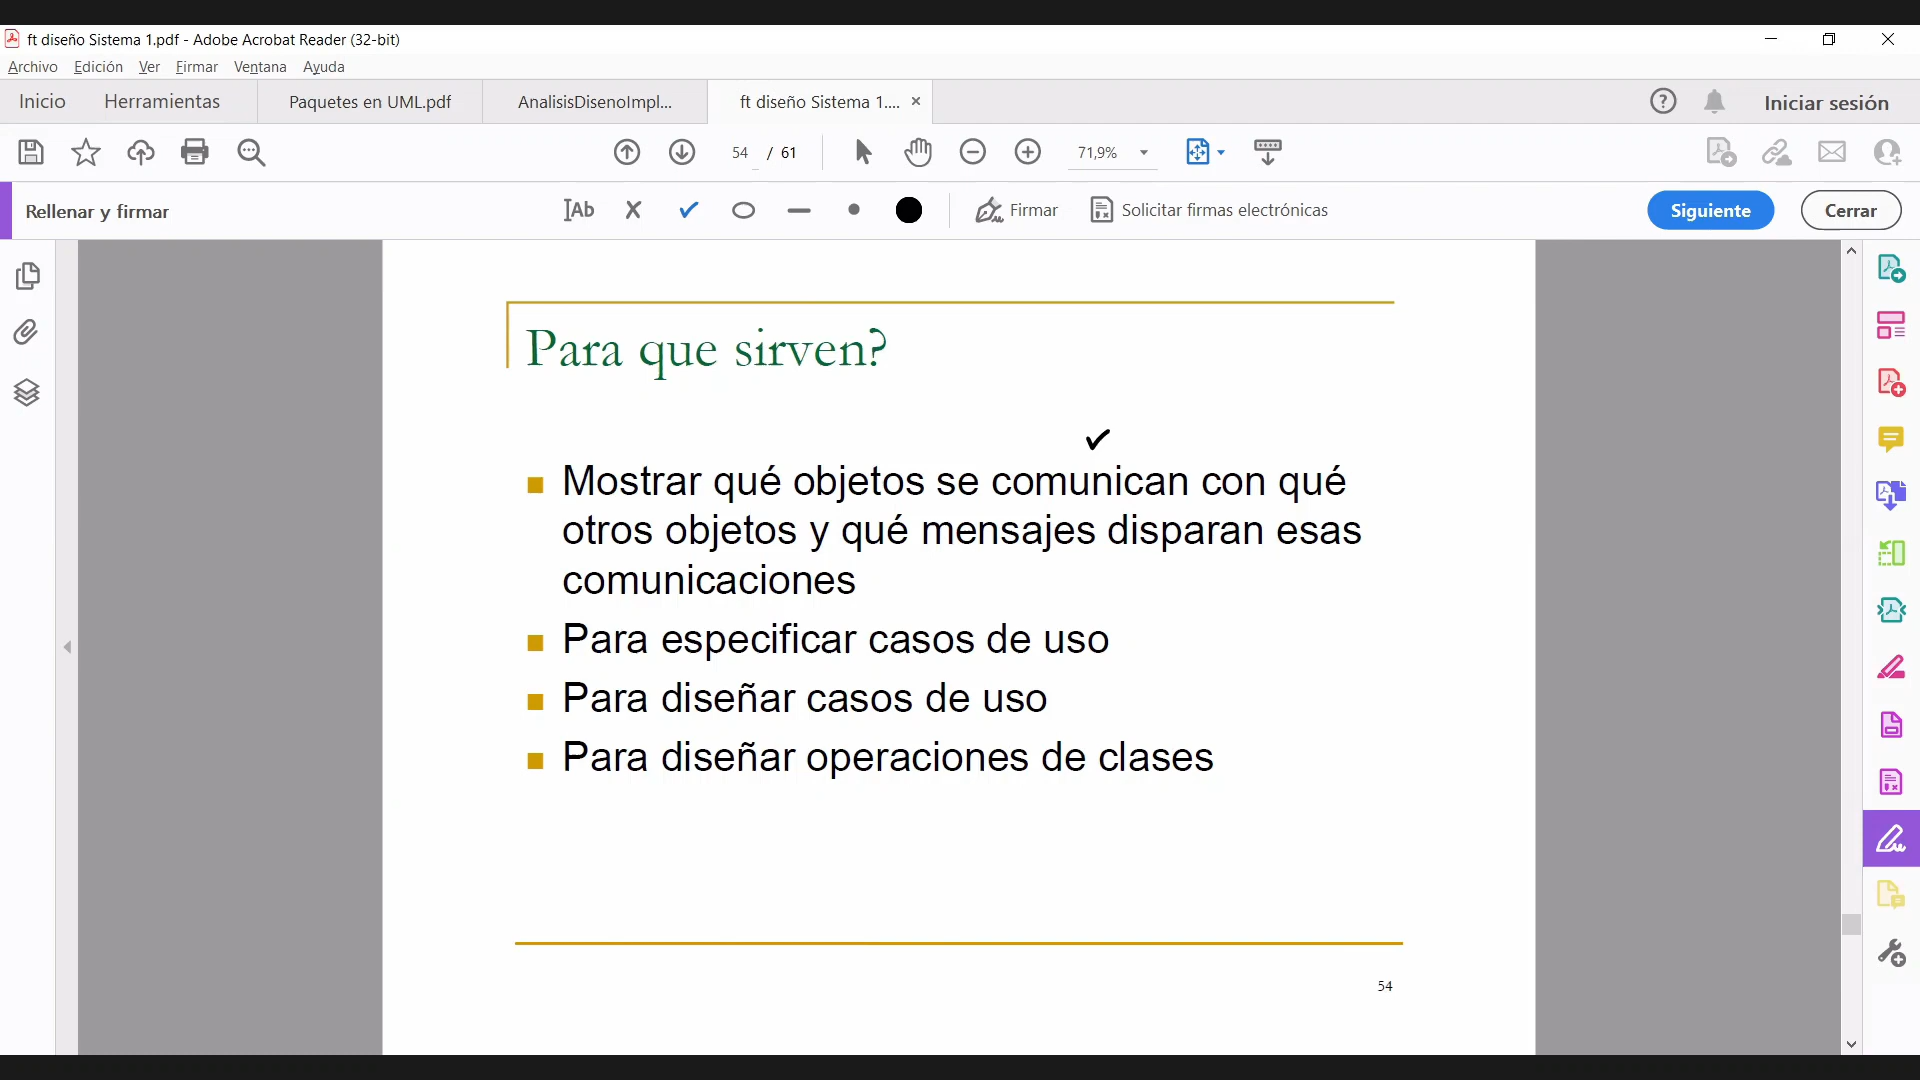 ft diseño Sistema 1.pdf - Adobe Acrobat Reader (32-bit)
Archivo Edición Ver Firmar Ventana Ayuda
Inicio Herramientas Paquetes en UML.pdf AnalisisDisenoImpl... ft diseño Sistema 1.... Iniciar sesión
54 / 61 71,9%
Rellenar y firmar Ab Firmar Solicitar firmas electrónicas Siguiente Cerrar
Para que sirven?
Mostrar qué objetos se comunican con qué
otros objetos y qué mensajes disparan esas
comunicaciones
Para especificar casos de uso
Para diseñar casos de uso
Para diseñar operaciones de clases
54